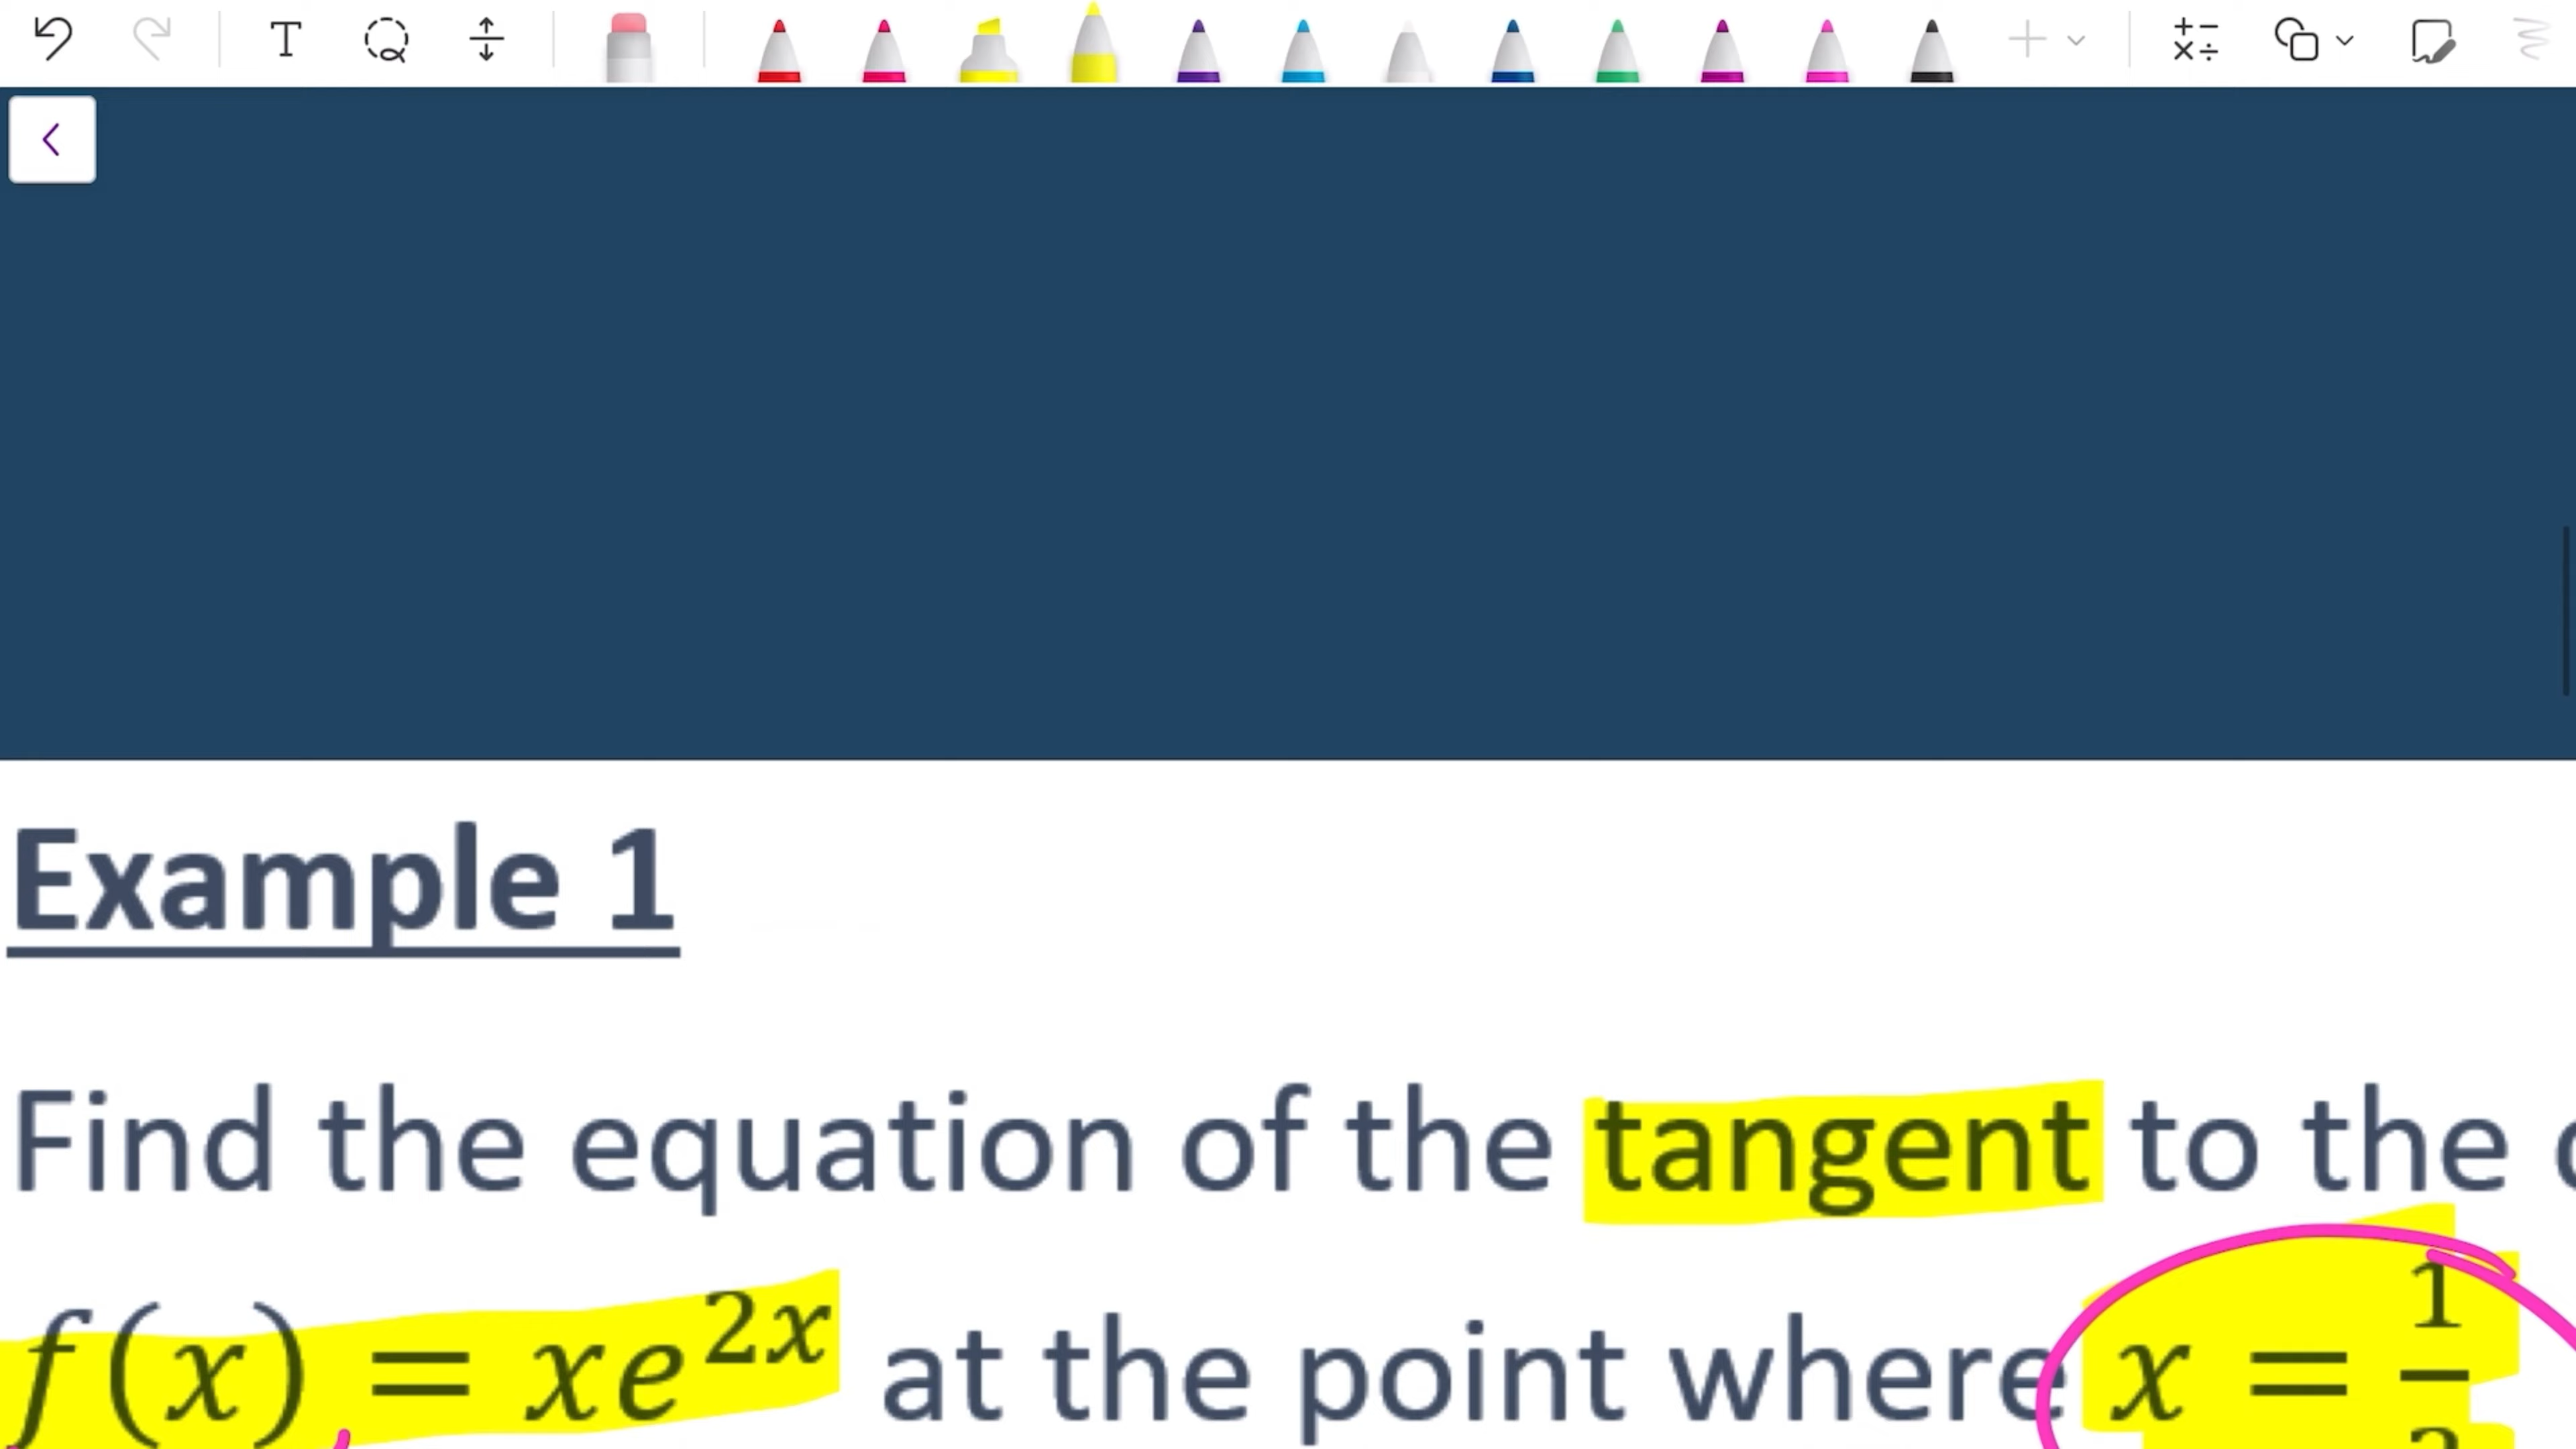 Example 1
Find the equation of the tangent to the
f(x) = xe^{2x} at the point where x = 1